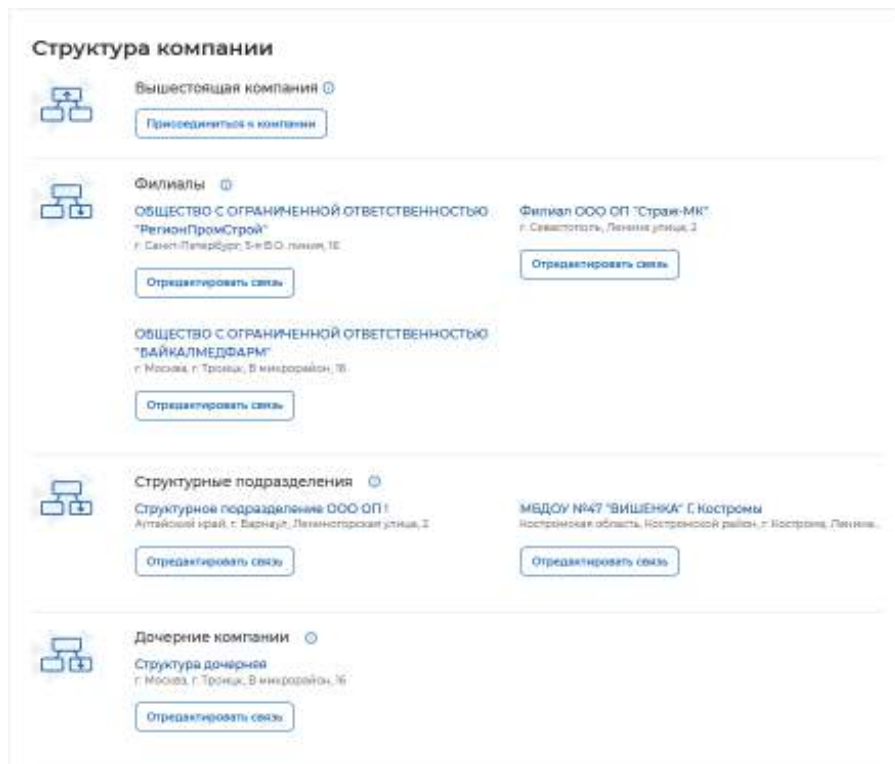 Структура компании
Вышестоящая компания
Присоединиться к компании
Филиалы
ОБЩЕСТВО С ОГРАНИЧЕННОЙ ОТВЕТСТВЕННОСТЬЮ
"РегионПромСтрой"
г. Санкт-Петербург, 5-я В.О. линия, 16
Отредактировать связь
Филиал ООО ОП "Страж-МК"
г. Севастополь, Ленина улица, 2
Отредактировать связь
ОБЩЕСТВО С ОГРАНИЧЕННОЙ ОТВЕТСТВЕННОСТЬЮ
"БАЙКАЛМЕДФАРМ"
г. Москва, г. Троицк, В микрорайон, 16
Отредактировать связь
Структурные подразделения
Структурное подразделение ООО ОП !
Алтайский край, г. Барнаул, Лениногорская улица, 2
Отредактировать связь
МБДОУ №47 "ВИШЕНКА" Г. Костромы
Костромская область, Костромской район, г. Кострома, Ленина...
Отредактировать связь
Дочерние компании
Структура дочерняя
г. Москва, г. Троицк, В микрорайон, 16
Отредактировать связь